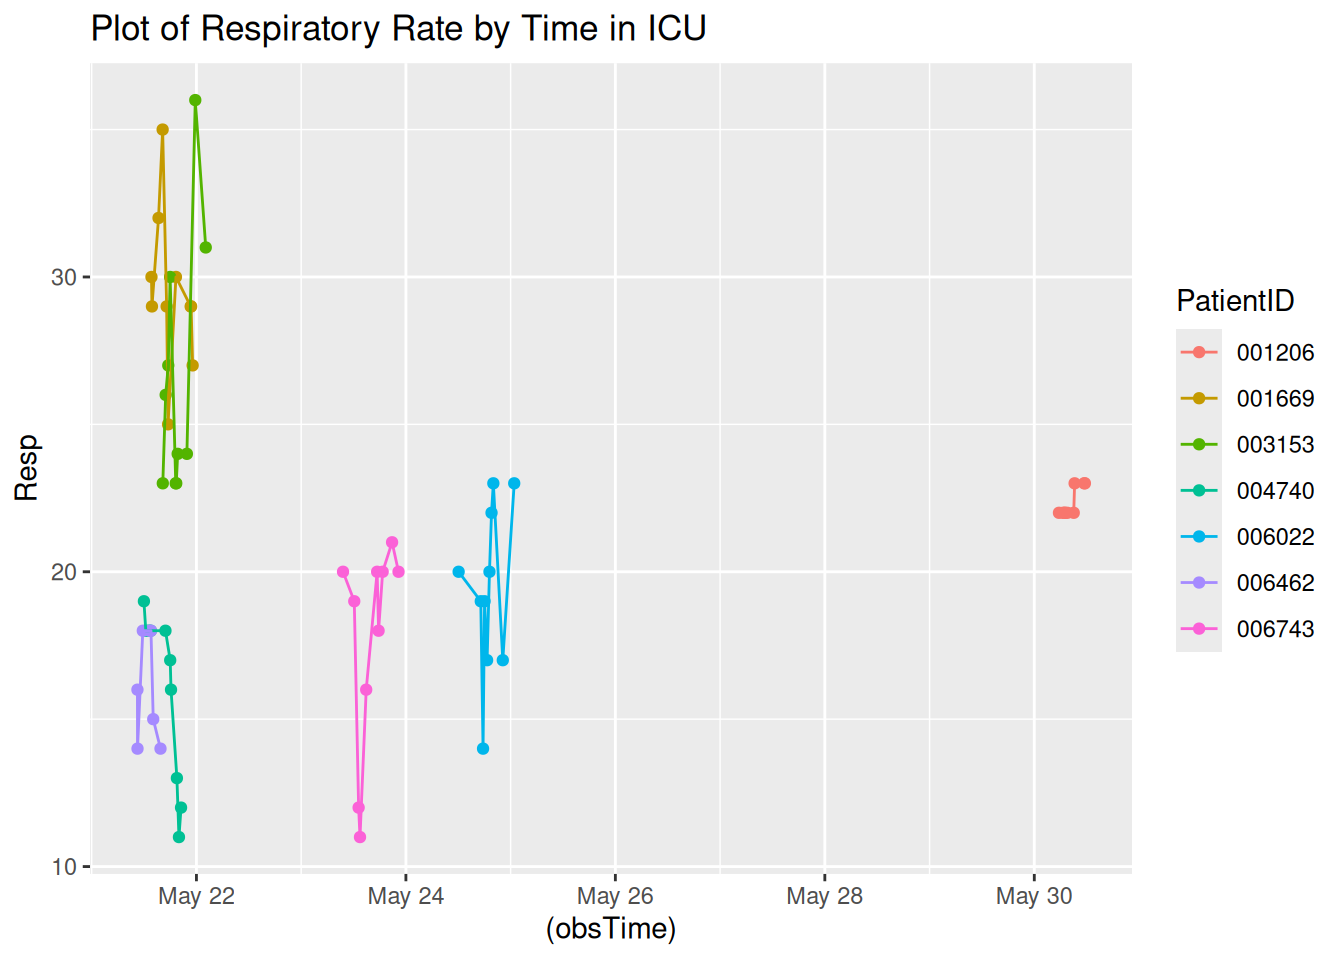 Plot of Respiratory Rate by Time in ICU
Resp
30
20
10
May 22
May 24
May 26
May 28
May 30
(obsTime)
PatientID
001206
001669
003153
004740
006022
006462
006743